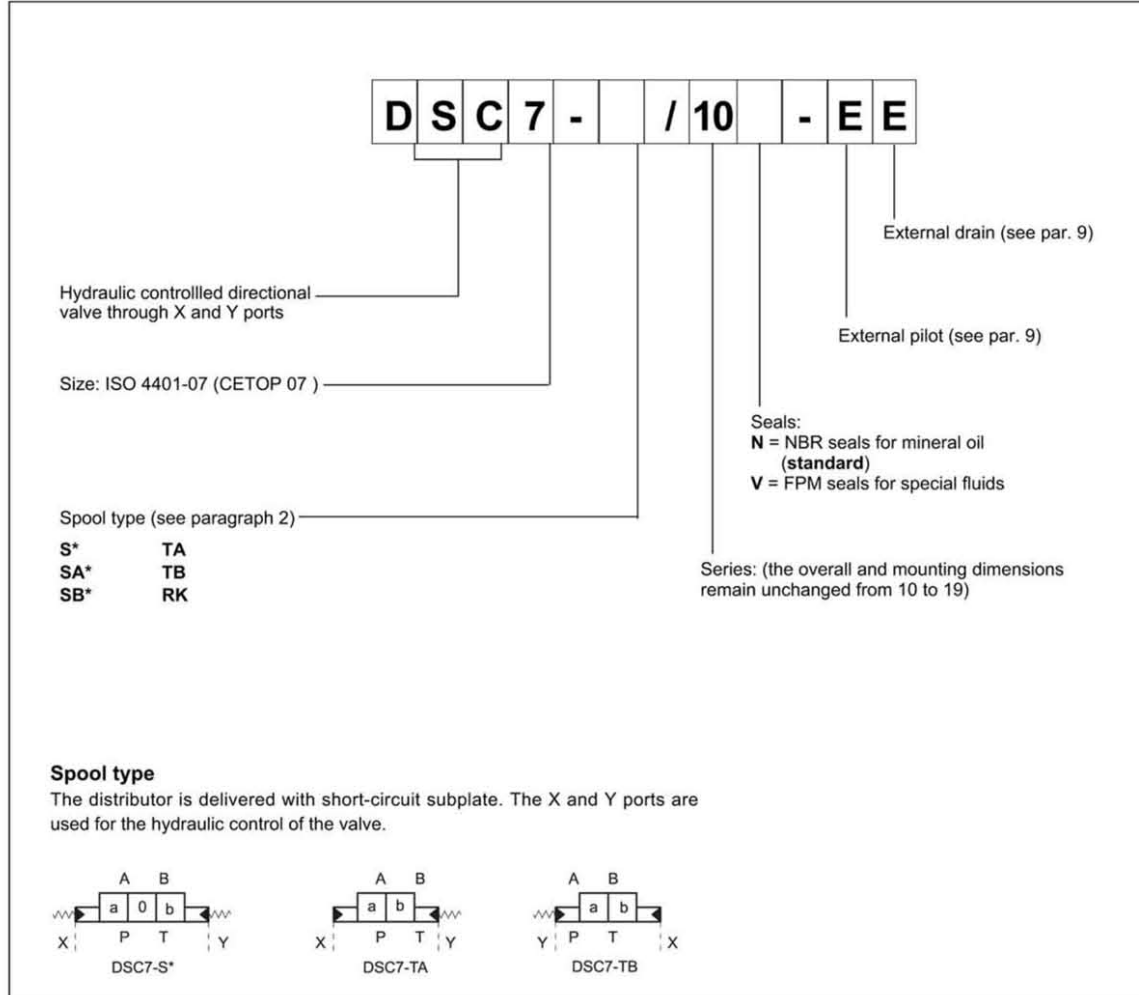 DSC7- /10 -EE
External drain (see par. 9)
Hydraulic controllled directional
valve through X and Y ports
External pilot (see par. 9)
Size: ISO 4401-07 (CETOP 07 )
Seals:
N = NBR seals for mineral oil
(standard)
V = FPM seals for special fluids
Spool type (see paragraph 2)
S* TA
SA* TB
SB* RK
Series: (the overall and mounting dimensions
remain unchanged from 10 to 19)
Spool type
The distributor is delivered with short-circuit subplate. The X and Y ports are
used for the hydraulic control of the valve.
A B
a 0 b
X P T Y
DSC7-S*
A B
a b
X P T Y
DSC7-TA
A B
a b
Y P T X
DSC7-TB